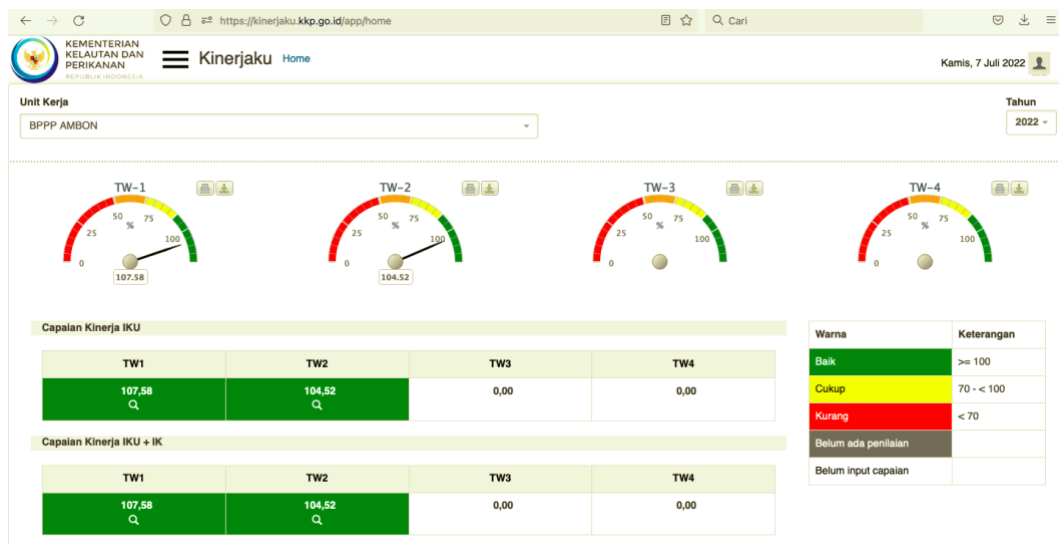 https://kinerjaku.kkp.go.id/app/home
Cari
KEMENTERIAN
KELAUTAN DAN
PERIKANAN
REPUBLIK INDONESIA
Kinerjaku Home
Kamis, 7 Juli 2022
Unit Kerja
Tahun
BPPP AMBON
2022
TW-1
0
25
50
75
100
%
107.58
TW-2
0
25
50
75
100
%
104.52
TW-3
0
25
50
75
100
%
TW-4
0
25
50
75
100
%
Capaian Kinerja IKU
TW1 TW2 TW3 TW4
107,58 104,52 0,00 0,00
Capaian Kinerja IKU + IK
TW1 TW2 TW3 TW4
107,58 104,52 0,00 0,00
Warna Keterangan
Baik >= 100
Cukup 70 - < 100
Kurang < 70
Belum ada penilaian
Belum input capaian